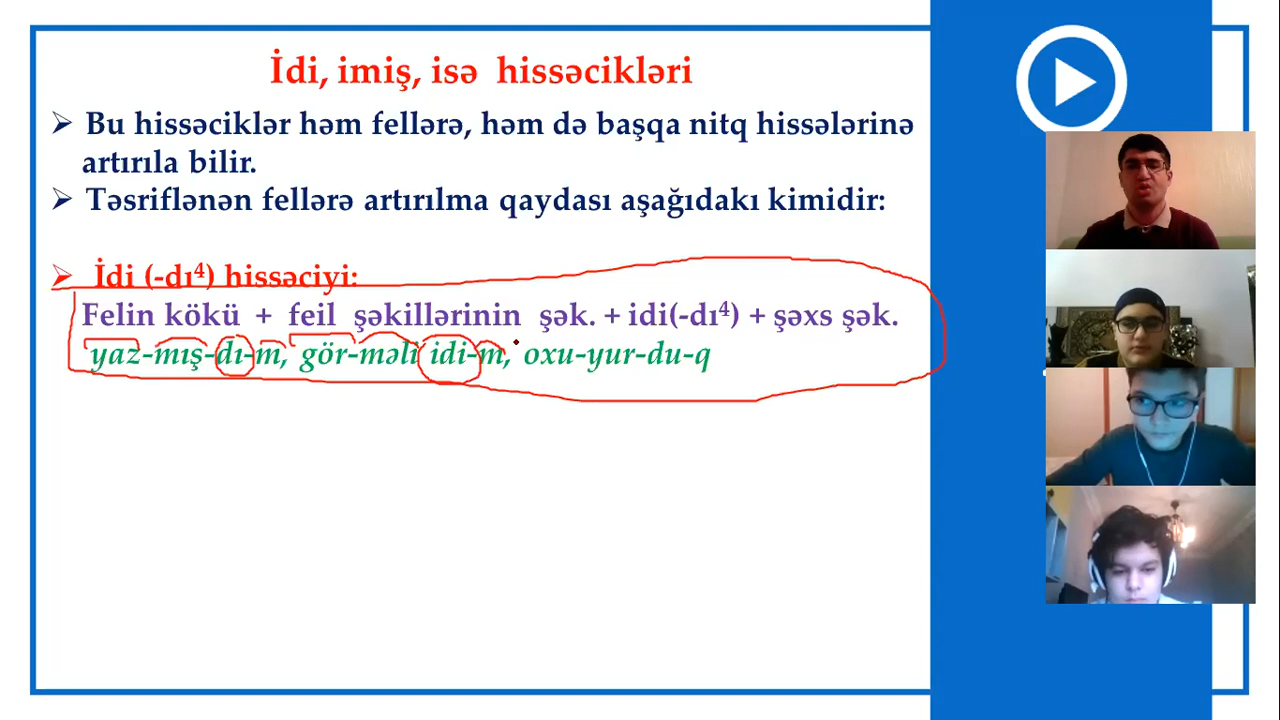 İdi, imiş, isə hissəcikləri
➢ Bu hissəciklər həm fellərə, həm də başqa nitq hissələrinə
artırıla bilir.
➢ Təsriflənən fellərə artırılma qaydası aşağıdakı kimidir:
➢ İdi (-dı⁴) hissəciyi:
Felin kökü + feil şəkillərinin şək. + idi(-dı⁴) + şəxs şək.
yaz-mış-dı-m, gör-məli idi-m, oxu-yur-du-q